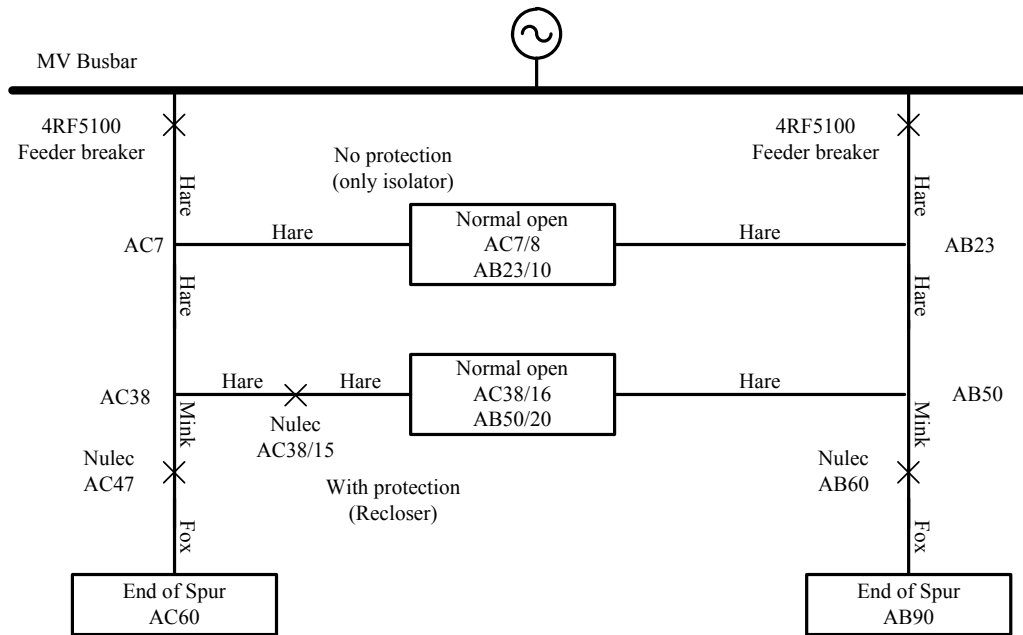 MV Busbar
4RF5100
Feeder breaker
4RF5100
Feeder breaker
No protection
(only isolator)
Hare
Hare
AC7
Hare
Normal open
AC7/8
AB23/10
Hare
AB23
Hare
Hare
AC38
Hare
Hare
Normal open
AC38/16
AB50/20
Hare
AB50
Mink
Mink
Nulec
AC38/15
Nulec
AC47
Nulec
AB60
With protection
(Recloser)
Fox
Fox
End of Spur
AC60
End of Spur
AB90